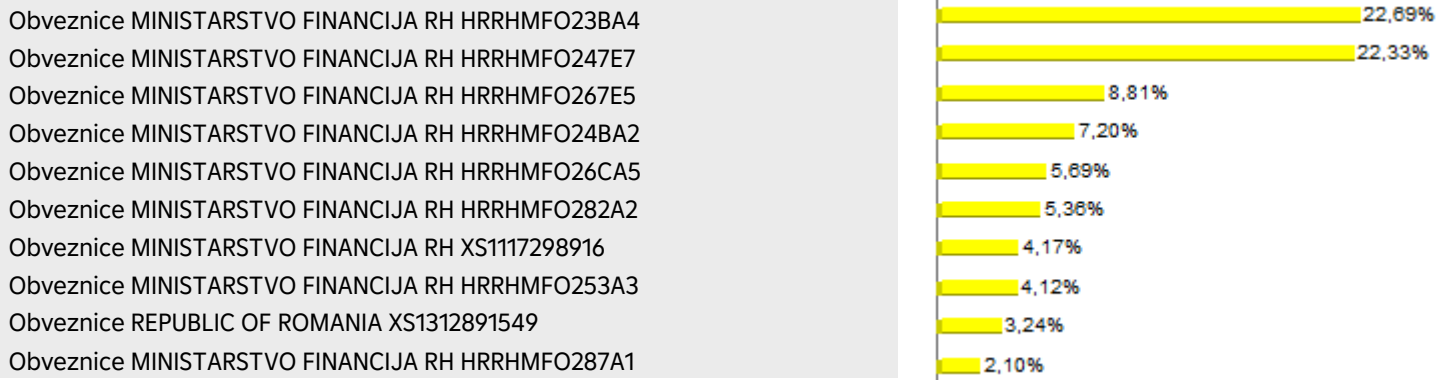 Obveznice MINISTARSTVO FINANCIJA RH HRRHMFO23BA4 22,69%
Obveznice MINISTARSTVO FINANCIJA RH HRRHMFO247E7 22,33%
Obveznice MINISTARSTVO FINANCIJA RH HRRHMFO267E5 8,81%
Obveznice MINISTARSTVO FINANCIJA RH HRRHMFO24BA2 7,20%
Obveznice MINISTARSTVO FINANCIJA RH HRRHMFO26CA5 5,69%
Obveznice MINISTARSTVO FINANCIJA RH HRRHMFO282A2 5,36%
Obveznice MINISTARSTVO FINANCIJA RH XS1117298916 4,17%
Obveznice MINISTARSTVO FINANCIJA RH HRRHMFO253A3 4,12%
Obveznice REPUBLIC OF ROMANIA XS1312891549 3,24%
Obveznice MINISTARSTVO FINANCIJA RH HRRHMFO287A1 2,10%